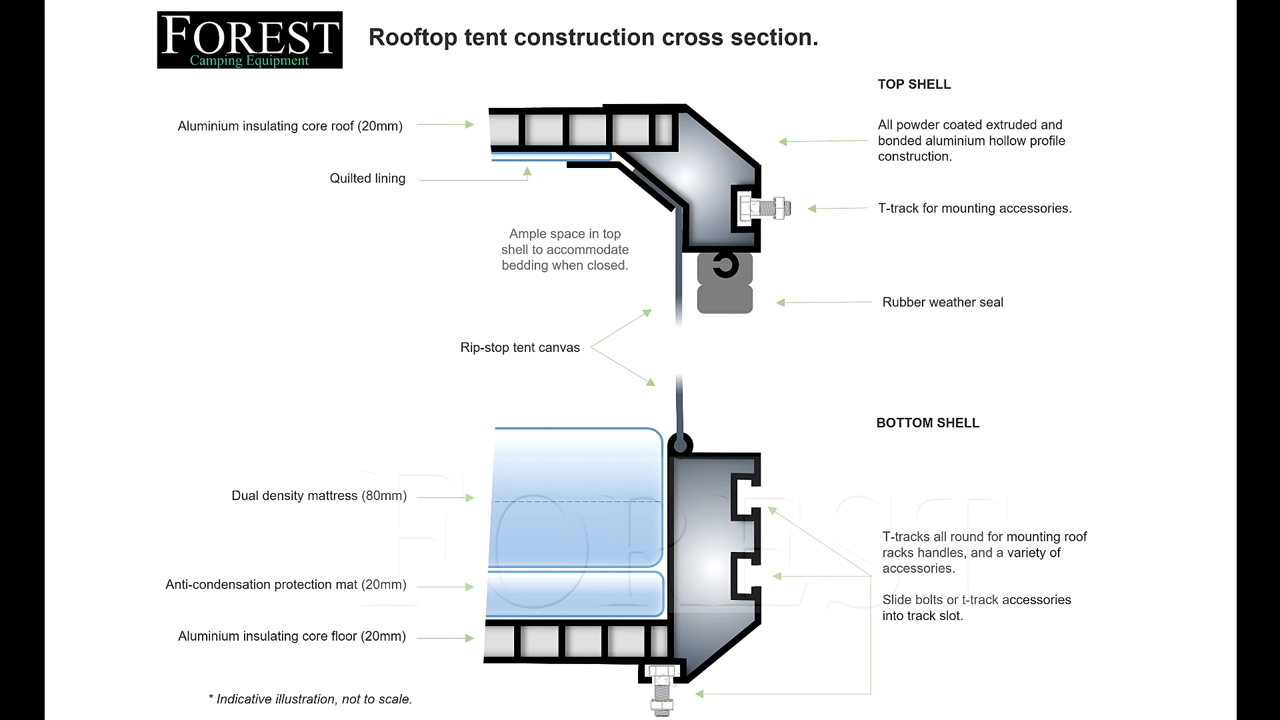 FOREST
Camping Equipment
Rooftop tent construction cross section.
TOP SHELL
Aluminium insulating core roof (20mm)
All powder coated extruded and
bonded aluminium hollow profile
construction.
Quilted lining
T-track for mounting accessories.
Ample space in top
shell to accommodate
bedding when closed.
Rubber weather seal
Rip-stop tent canvas
BOTTOM SHELL
Dual density mattress (80mm)
FOREST
T-tracks all round for mounting roof
racks handles, and a variety of
accessories.
Anti-condensation protection mat (20mm)
Slide bolts or t-track accessories
into track slot.
Aluminium insulating core floor (20mm)
* Indicative illustration, not to scale.